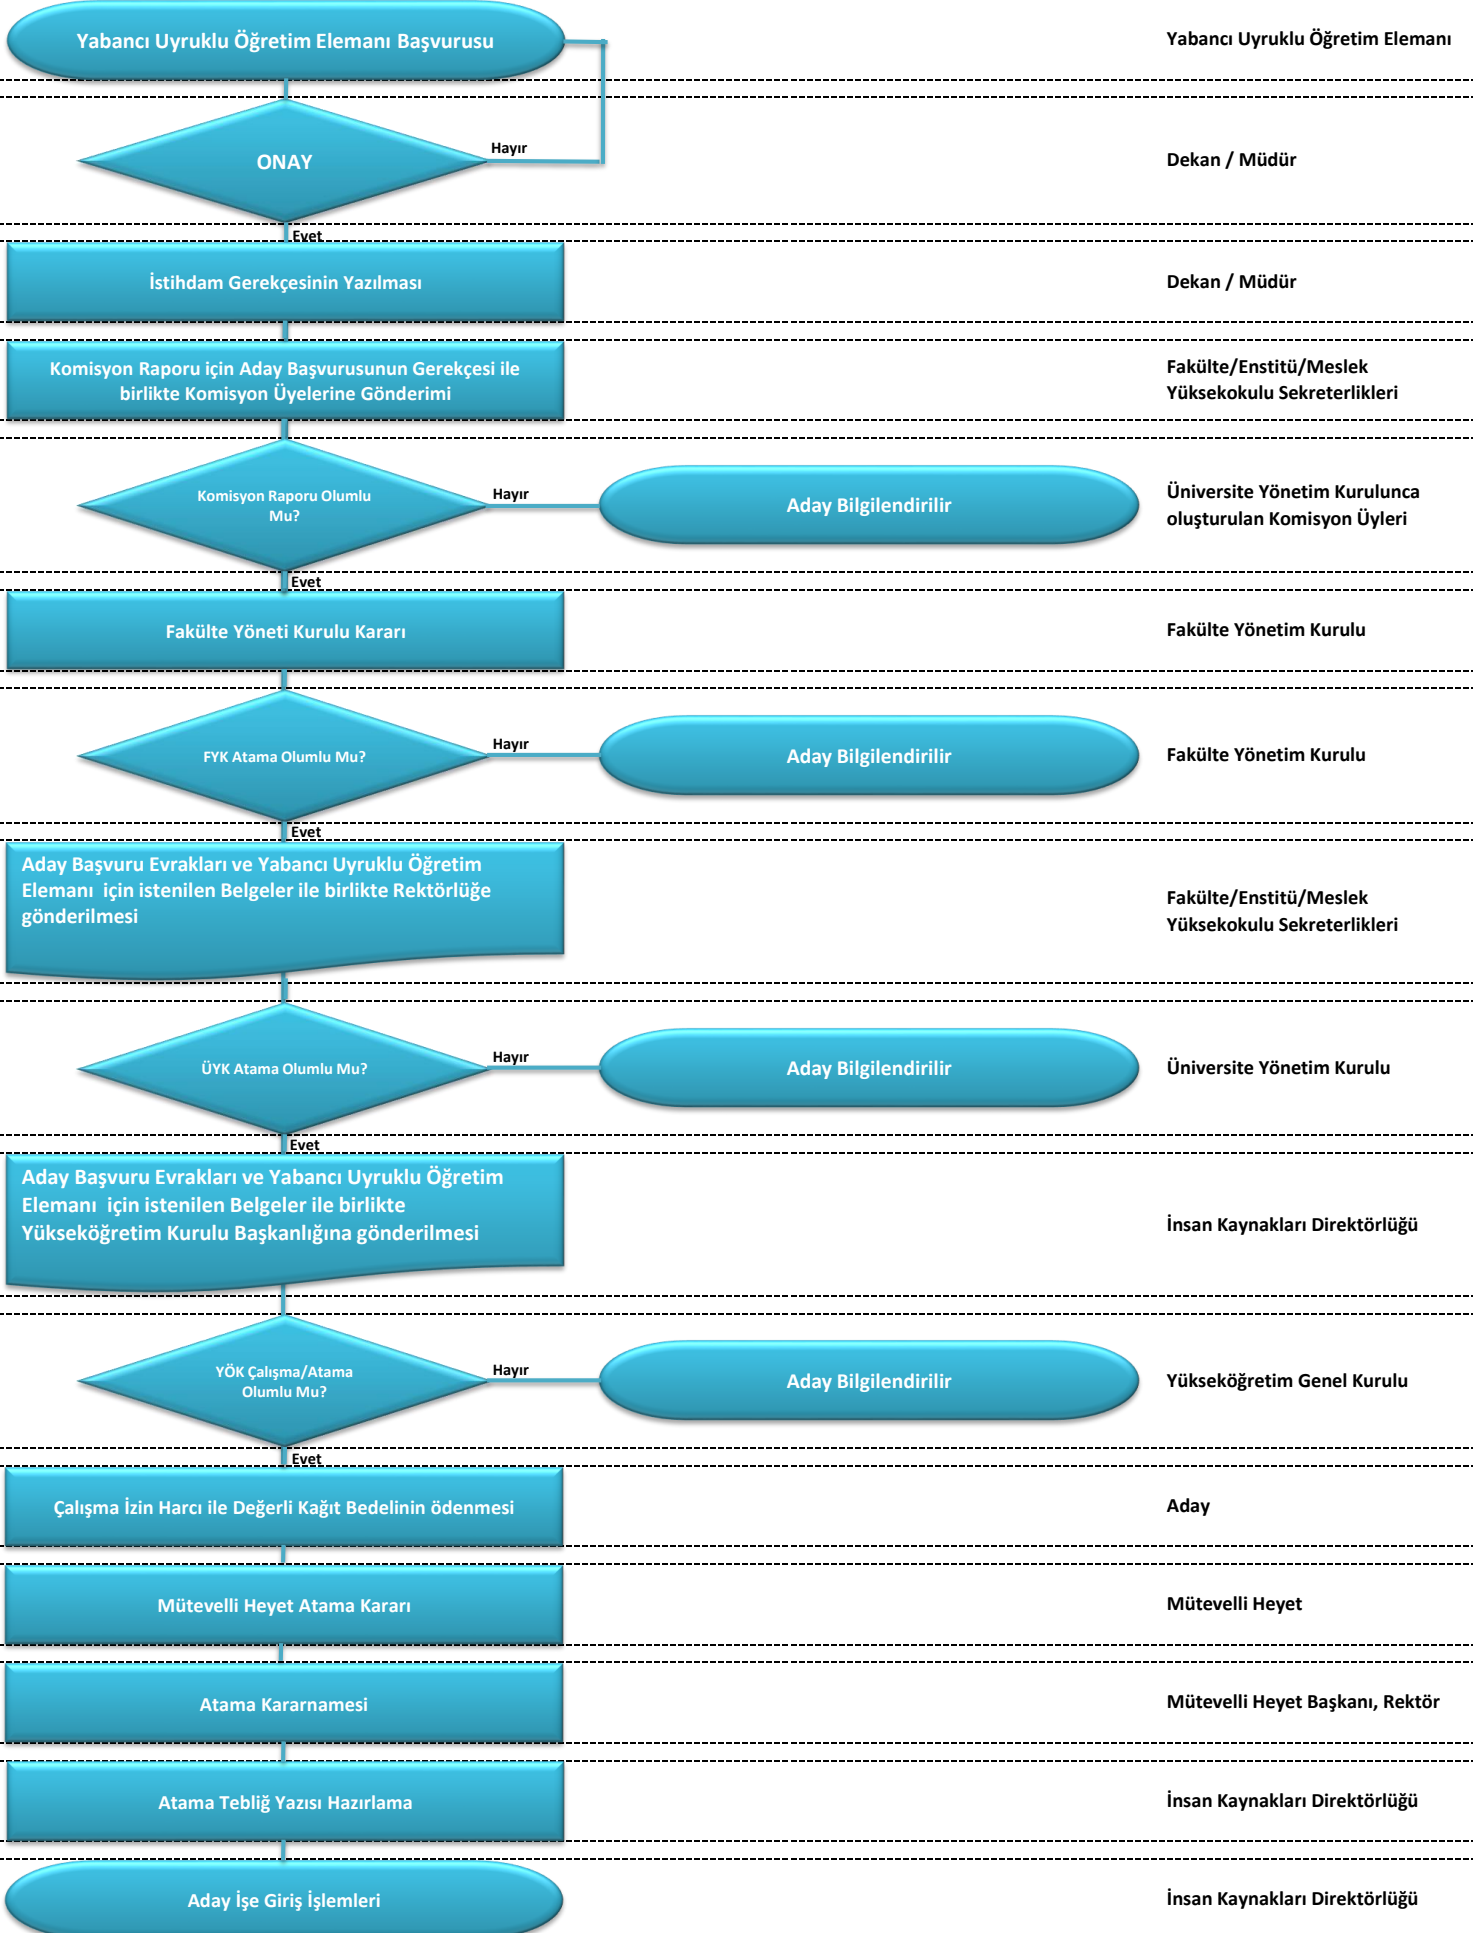 Yabancı Uyruklu Öğretim Elemanı Başvurusu
Yabancı Uyruklu Öğretim Elemanı
ONAY
Hayır
Dekan / Müdür
Evet
İstihdam Gerekçesinin Yazılması
Dekan / Müdür
Komisyon Raporu için Aday Başvurusunun Gerekçesi ile
birlikte Komisyon Üyelerine Gönderimi
Fakülte/Enstitü/Meslek
Yüksekokulu Sekreterlikleri
Komisyon Raporu Olumlu
Mu?
Hayır
Aday Bilgilendirilir
Üniversite Yönetim Kurulunca
oluşturulan Komisyon Üyleri
Evet
Fakülte Yöneti Kurulu Kararı
Fakülte Yönetim Kurulu
FYK Atama Olumlu Mu?
Hayır
Aday Bilgilendirilir
Fakülte Yönetim Kurulu
Evet
Aday Başvuru Evrakları ve Yabancı Uyruklu Öğretim
Elemanı için istenilen Belgeler ile birlikte Rektörlüğe
gönderilmesi
Fakülte/Enstitü/Meslek
Yüksekokulu Sekreterlikleri
ÜYK Atama Olumlu Mu?
Hayır
Aday Bilgilendirilir
Üniversite Yönetim Kurulu
Evet
Aday Başvuru Evrakları ve Yabancı Uyruklu Öğretim
Elemanı için istenilen Belgeler ile birlikte
Yükseköğretim Kurulu Başkanlığına gönderilmesi
İnsan Kaynakları Direktörlüğü
YÖK Çalışma/Atama
Olumlu Mu?
Hayır
Aday Bilgilendirilir
Yükseköğretim Genel Kurulu
Evet
Çalışma İzin Harcı ile Değerli Kağıt Bedelinin ödenmesi
Aday
Mütevelli Heyet Atama Kararı
Mütevelli Heyet
Atama Kararnamesi
Mütevelli Heyet Başkanı, Rektör
Atama Tebliğ Yazısı Hazırlama
İnsan Kaynakları Direktörlüğü
Aday İşe Giriş İşlemleri
İnsan Kaynakları Direktörlüğü